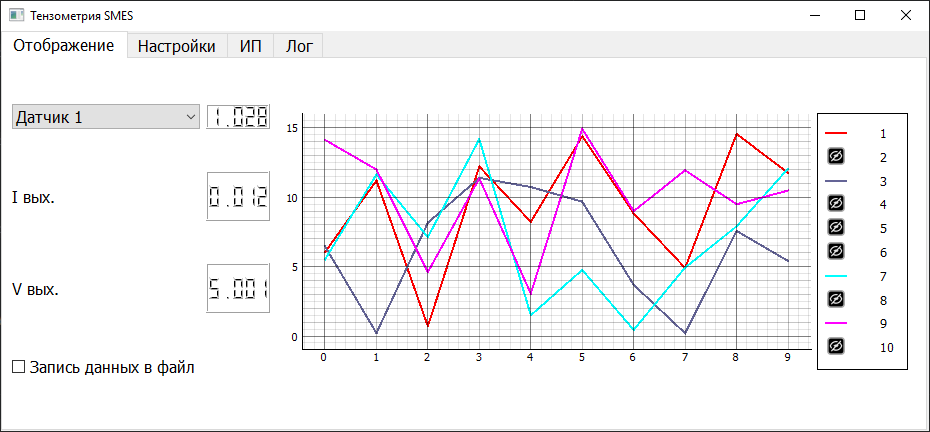 Тензометрия SMES
Отображение Настройки ИП Лог
Датчик 1 1.028
I вых. 0.012
V вых. 5.001
Запись данных в файл
15
10
5
0
0 1 2 3 4 5 6 7 8 9
1
2
3
4
5
6
7
8
9
10